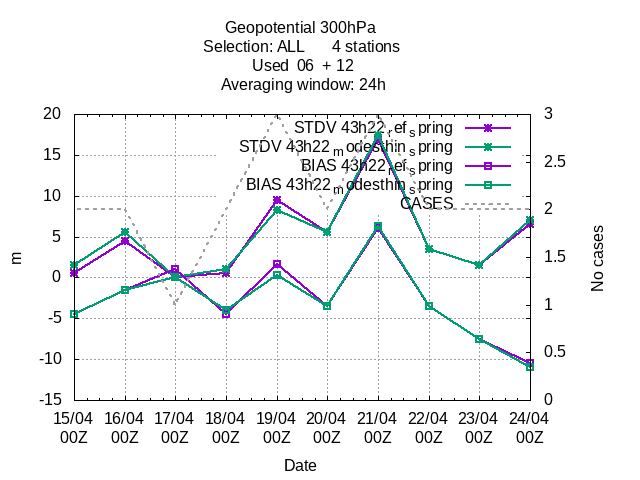 Geopotential 300hPa
Selection: ALL 4 stations
Used 06 + 12
Averaging window: 24h
STDV 43h22_ref_spring
STDV 43h22_modesthin_spring
BIAS 43h22_ref_spring
BIAS 43h22_modesthin_spring
CASES
20
15
10
5
0
-5
-10
-15
m
3
2.5
2
1.5
1
0.5
0
No cases
15/04 16/04 17/04 18/04 19/04 20/04 21/04 22/04 23/04 24/04
00Z 00Z 00Z 00Z 00Z 00Z 00Z 00Z 00Z 00Z
Date